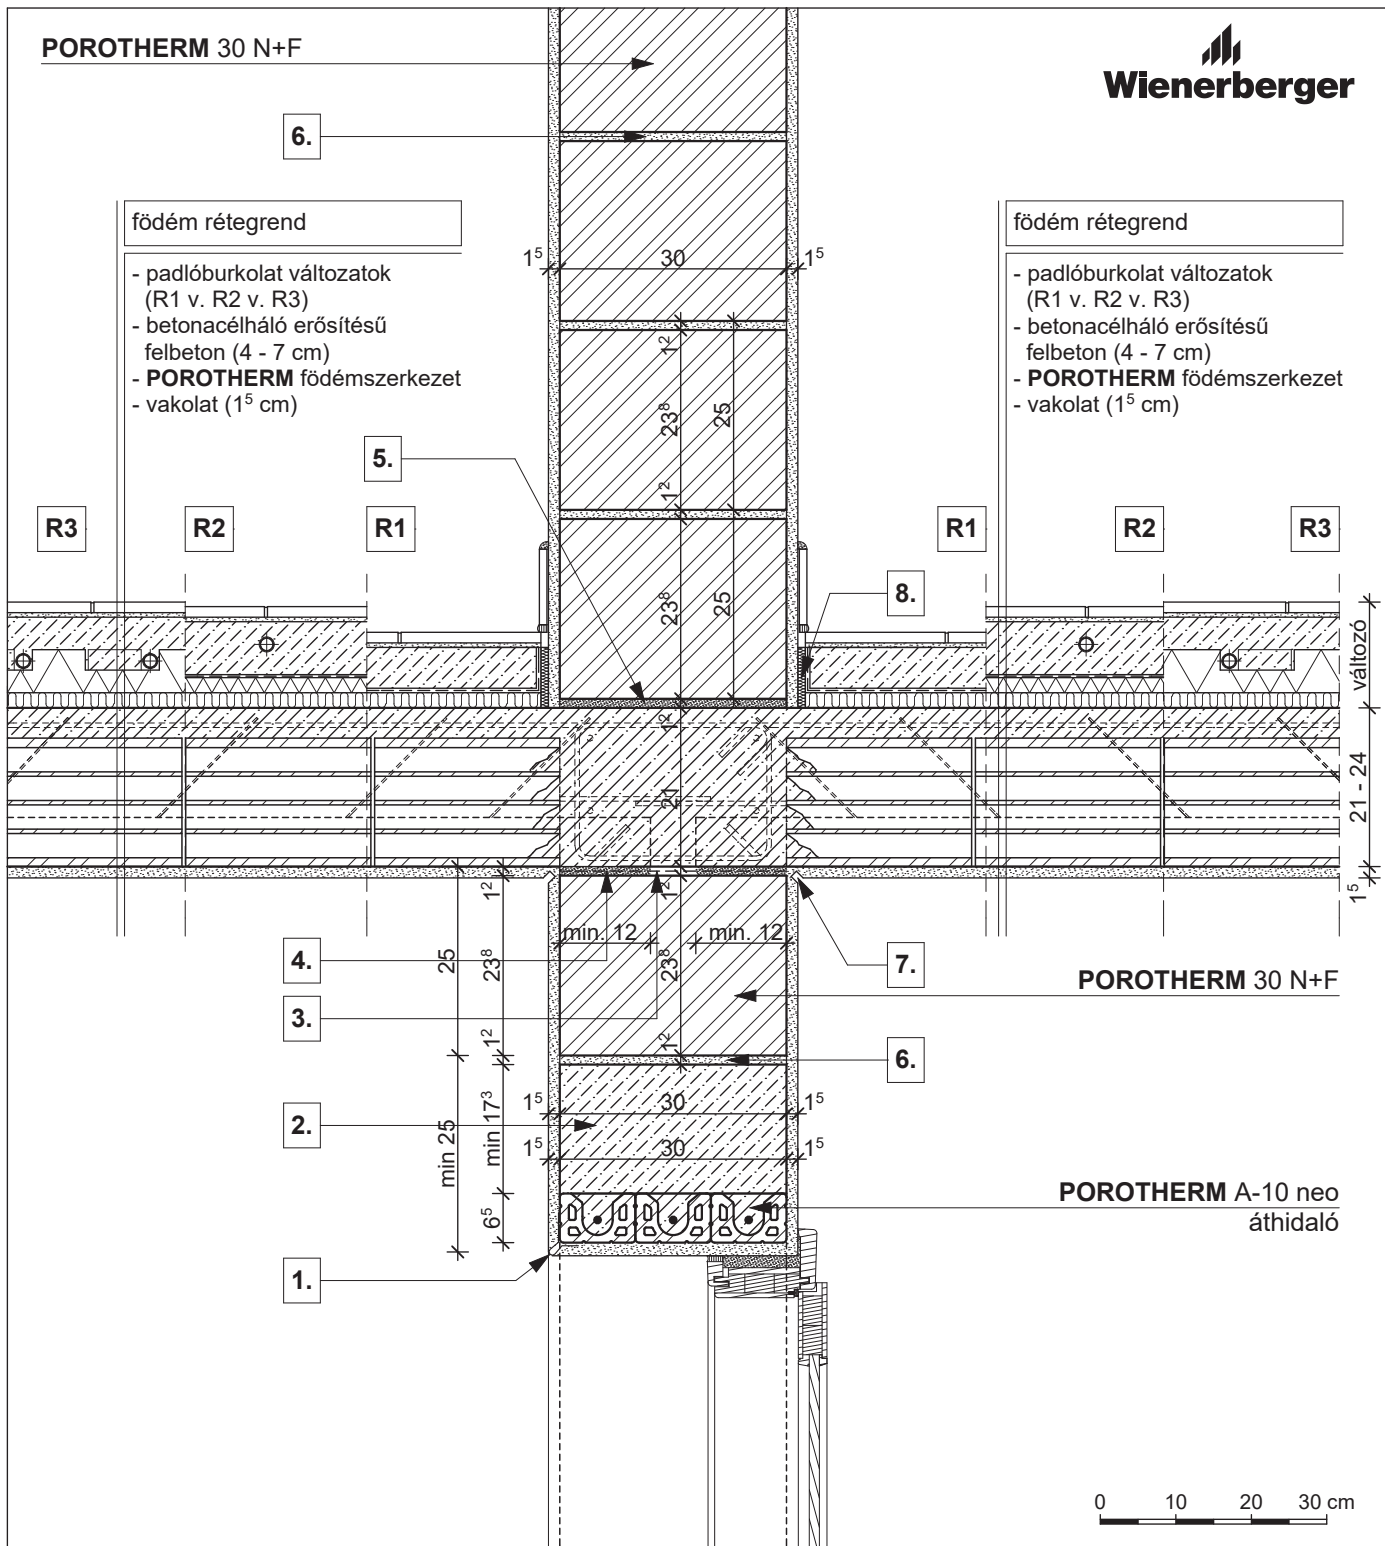 POROTHERM 30 N+F
Wienerberger
6.
födém rétegrend
- padlóburkolat változatok
(R1 v. R2 v. R3)
- betonacélháló erősítésű
felbeton (4 - 7 cm)
- POROTHERM födémszerkezet
- vakolat (1⁵ cm)
födém rétegrend
- padlóburkolat változatok
(R1 v. R2 v. R3)
- betonacélháló erősítésű
felbeton (4 - 7 cm)
- POROTHERM födémszerkezet
- vakolat (1⁵ cm)
1⁵
30
1⁵
1²
23⁸
25
1²
5.
R3
R2
R1
R1
R2
R3
23⁸
25
8.
változó
1²
21
21 - 24
1⁵
1²
1²
min. 12
min. 12
4.
25
23⁸
23⁸
7.
POROTHERM 30 N+F
3.
1²
1²
6.
1⁵
30
1⁵
2.
min 25
min 17³
1⁵
30
1⁵
POROTHERM A-10 neo
áthidaló
6⁵
1.
0
10
20
30 cm